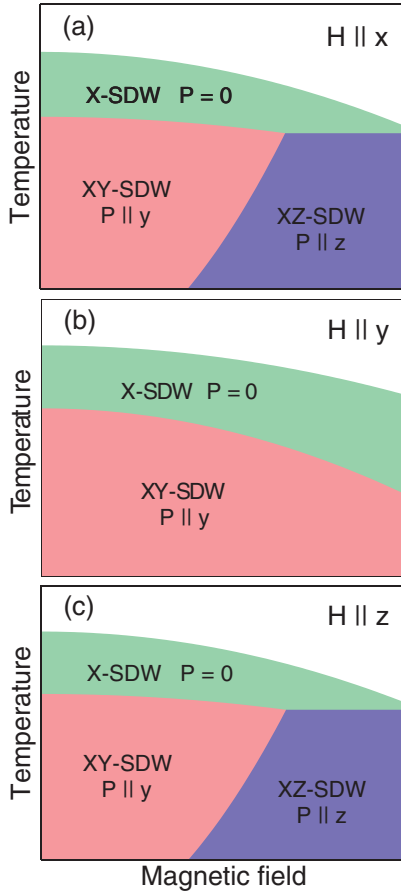 (a)
H || x
X-SDW P = 0
XY-SDW
P || y
XZ-SDW
P || z
Temperature
(b)
H || y
X-SDW P = 0
XY-SDW
P || y
Temperature
(c)
H || z
X-SDW P = 0
XY-SDW
P || y
XZ-SDW
P || z
Temperature
Magnetic field